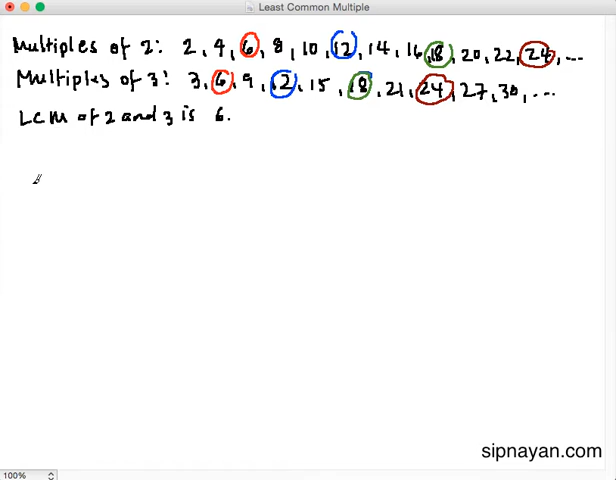 Least Common Multiple
Multiples of 2: 2, 4, 6, 8, 10, 12, 14, 16, 18, 20, 22, 24, ...
Multiples of 3: 3, 6, 9, 12, 15, 18, 21, 24, 27, 30, ...
LCM of 2 and 3 is 6.
sipnayan.com
100%